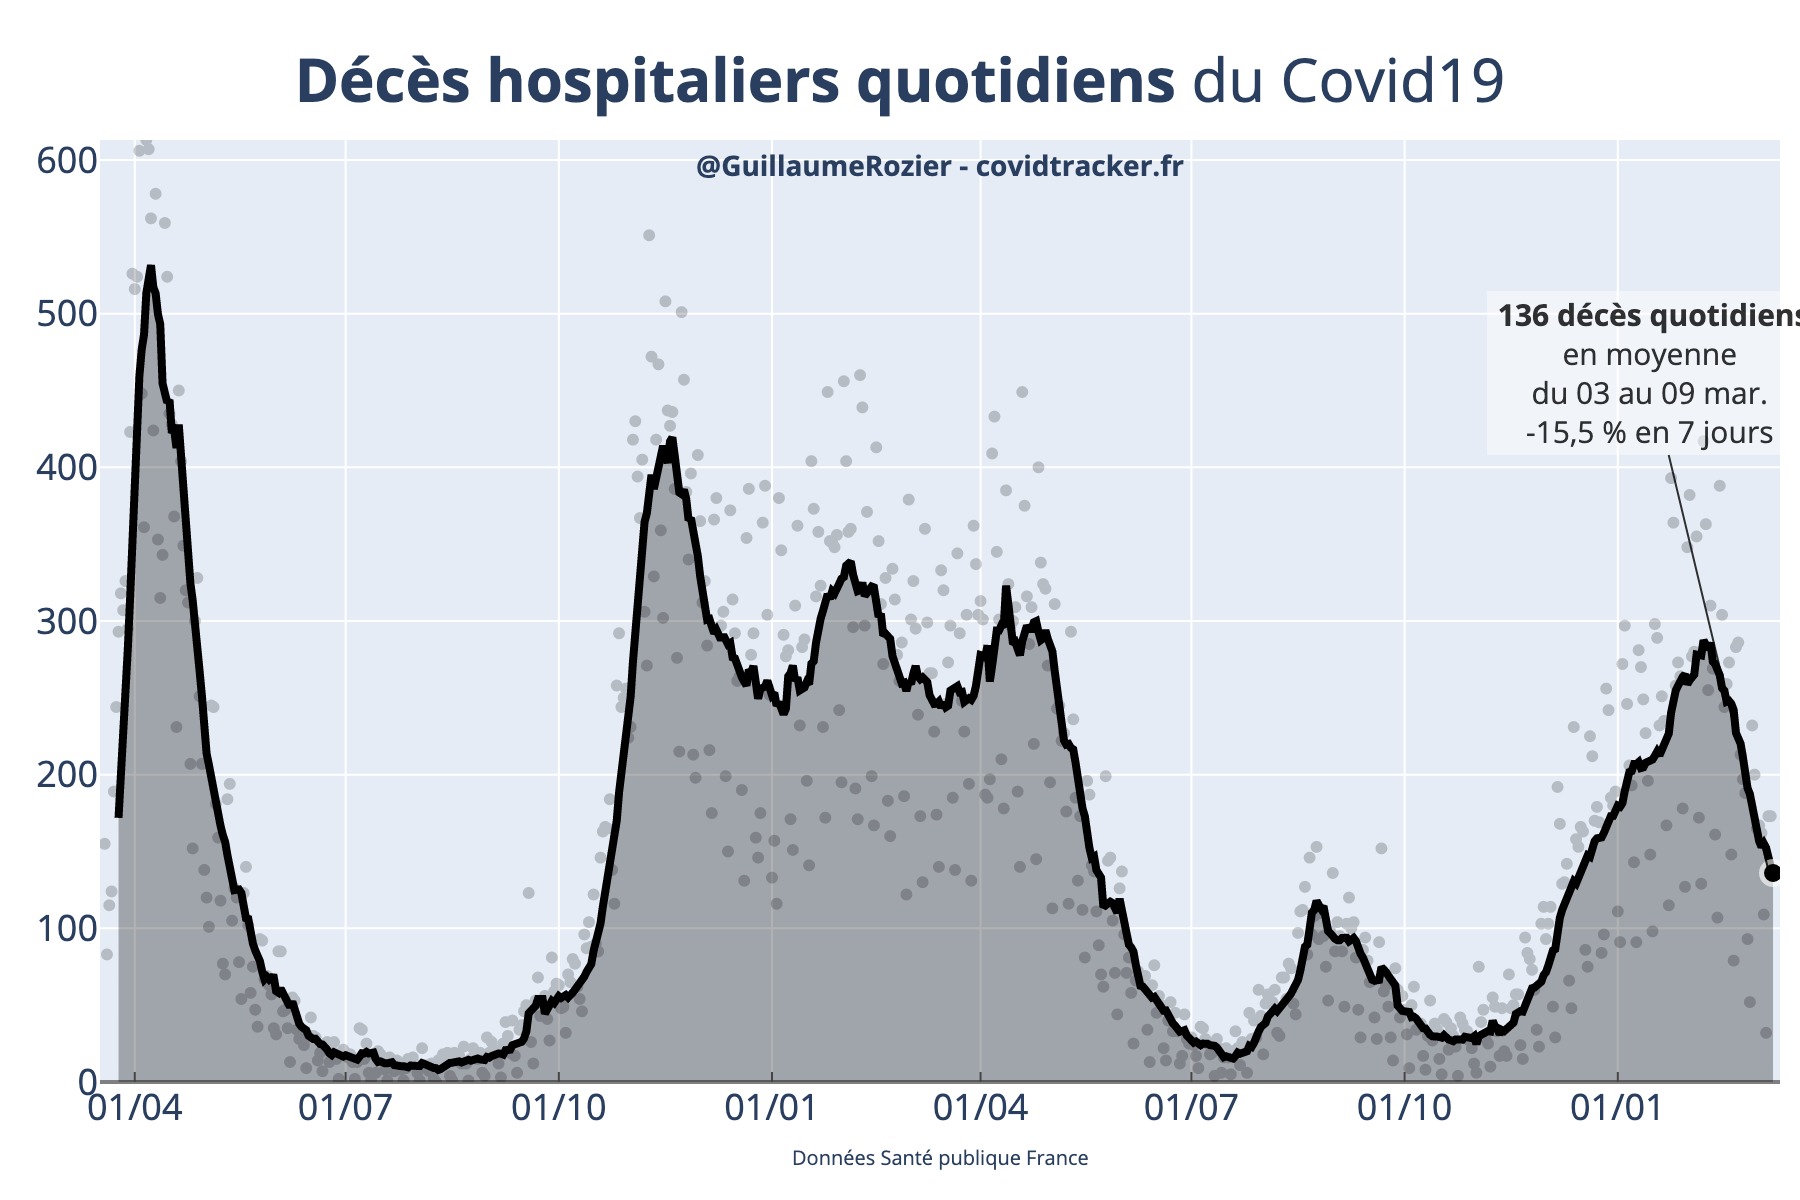 Décès hospitaliers quotidiens du Covid19
@GuillaumeRozier - covidtracker.fr
600
500
400
300
200
100
0
136 décès quotidiens
en moyenne
du 03 au 09 mar.
-15,5 % en 7 jours
01/04 01/07 01/10 01/01 01/04 01/07 01/10 01/01
Données Santé publique France